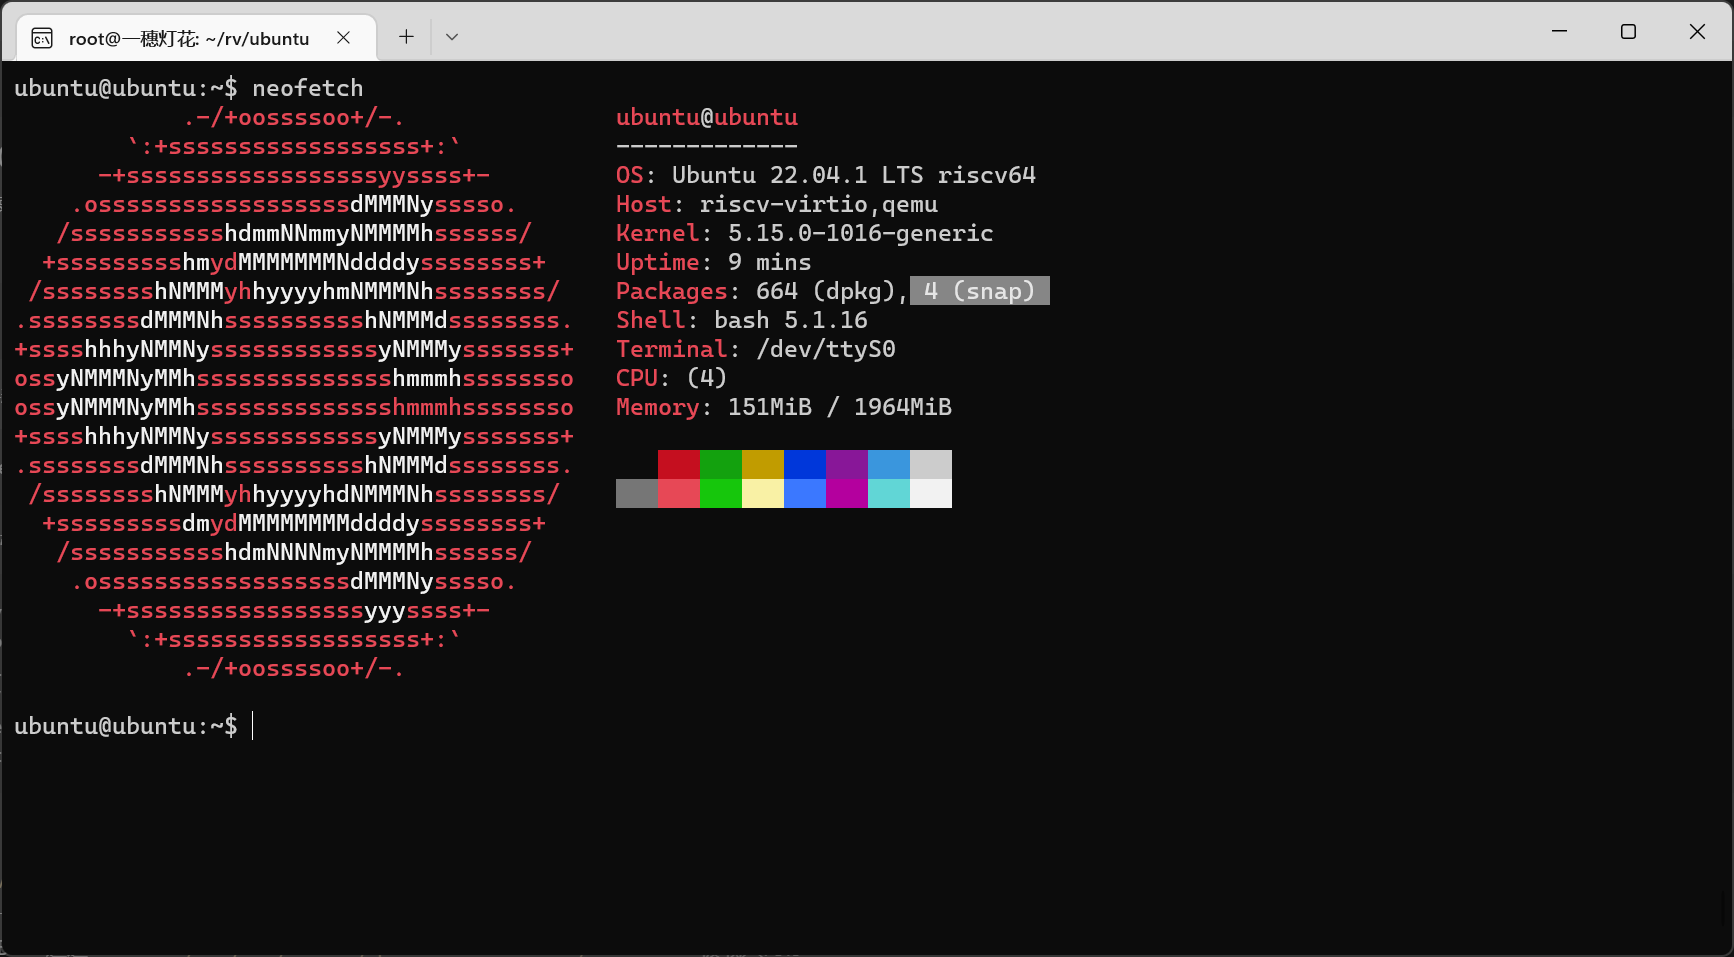 root@一穗灯花: ~/rv/ubuntu
ubuntu@ubuntu:~$ neofetch
.-/+oossssoo+/-. ubuntu@ubuntu
`:+ssssssssssssssssss+:` -------------
-+ssssssssssssssssssyyssss+- OS: Ubuntu 22.04.1 LTS riscv64
.ossssssssssssssssssdMMMNysssso. Host: riscv-virtio,qemu
/ssssssssssshdmmNNmmyNMMMMhssssss/ Kernel: 5.15.0-1016-generic
+ssssssssshmydMMMMMMMNddddyssssssss+ Uptime: 9 mins
/sssssssshNMMMyhhyyyyhmNMMMNhssssssss/ Packages: 664 (dpkg), 4 (snap)
.ssssssssdMMMNhsssssssssshNMMMdssssssss. Shell: bash 5.1.16
+sssshhhyNMMNyssssssssssssyNMMMysssssss+ Terminal: /dev/ttyS0
ossyNMMMNyMMhsssssssssssssshmmmhssssssso CPU: (4)
ossyNMMMNyMMhsssssssssssssshmmmhssssssso Memory: 151MiB / 1964MiB
+sssshhhyNMMNyssssssssssssyNMMMysssssss+
.ssssssssdMMMNhsssssssssshNMMMdssssssss.
/sssssssshNMMMyhhyyyyhdNMMMNhssssssss/
+sssssssssdmydMMMMMMMMddddyssssssss+
/ssssssssssshdmNNNNmyNMMMMhssssss/
.ossssssssssssssssssdMMMNysssso.
-+sssssssssssssssssyyyssss+-
`:+ssssssssssssssssss+:`
.-/+oossssoo+/-.
ubuntu@ubuntu:~$